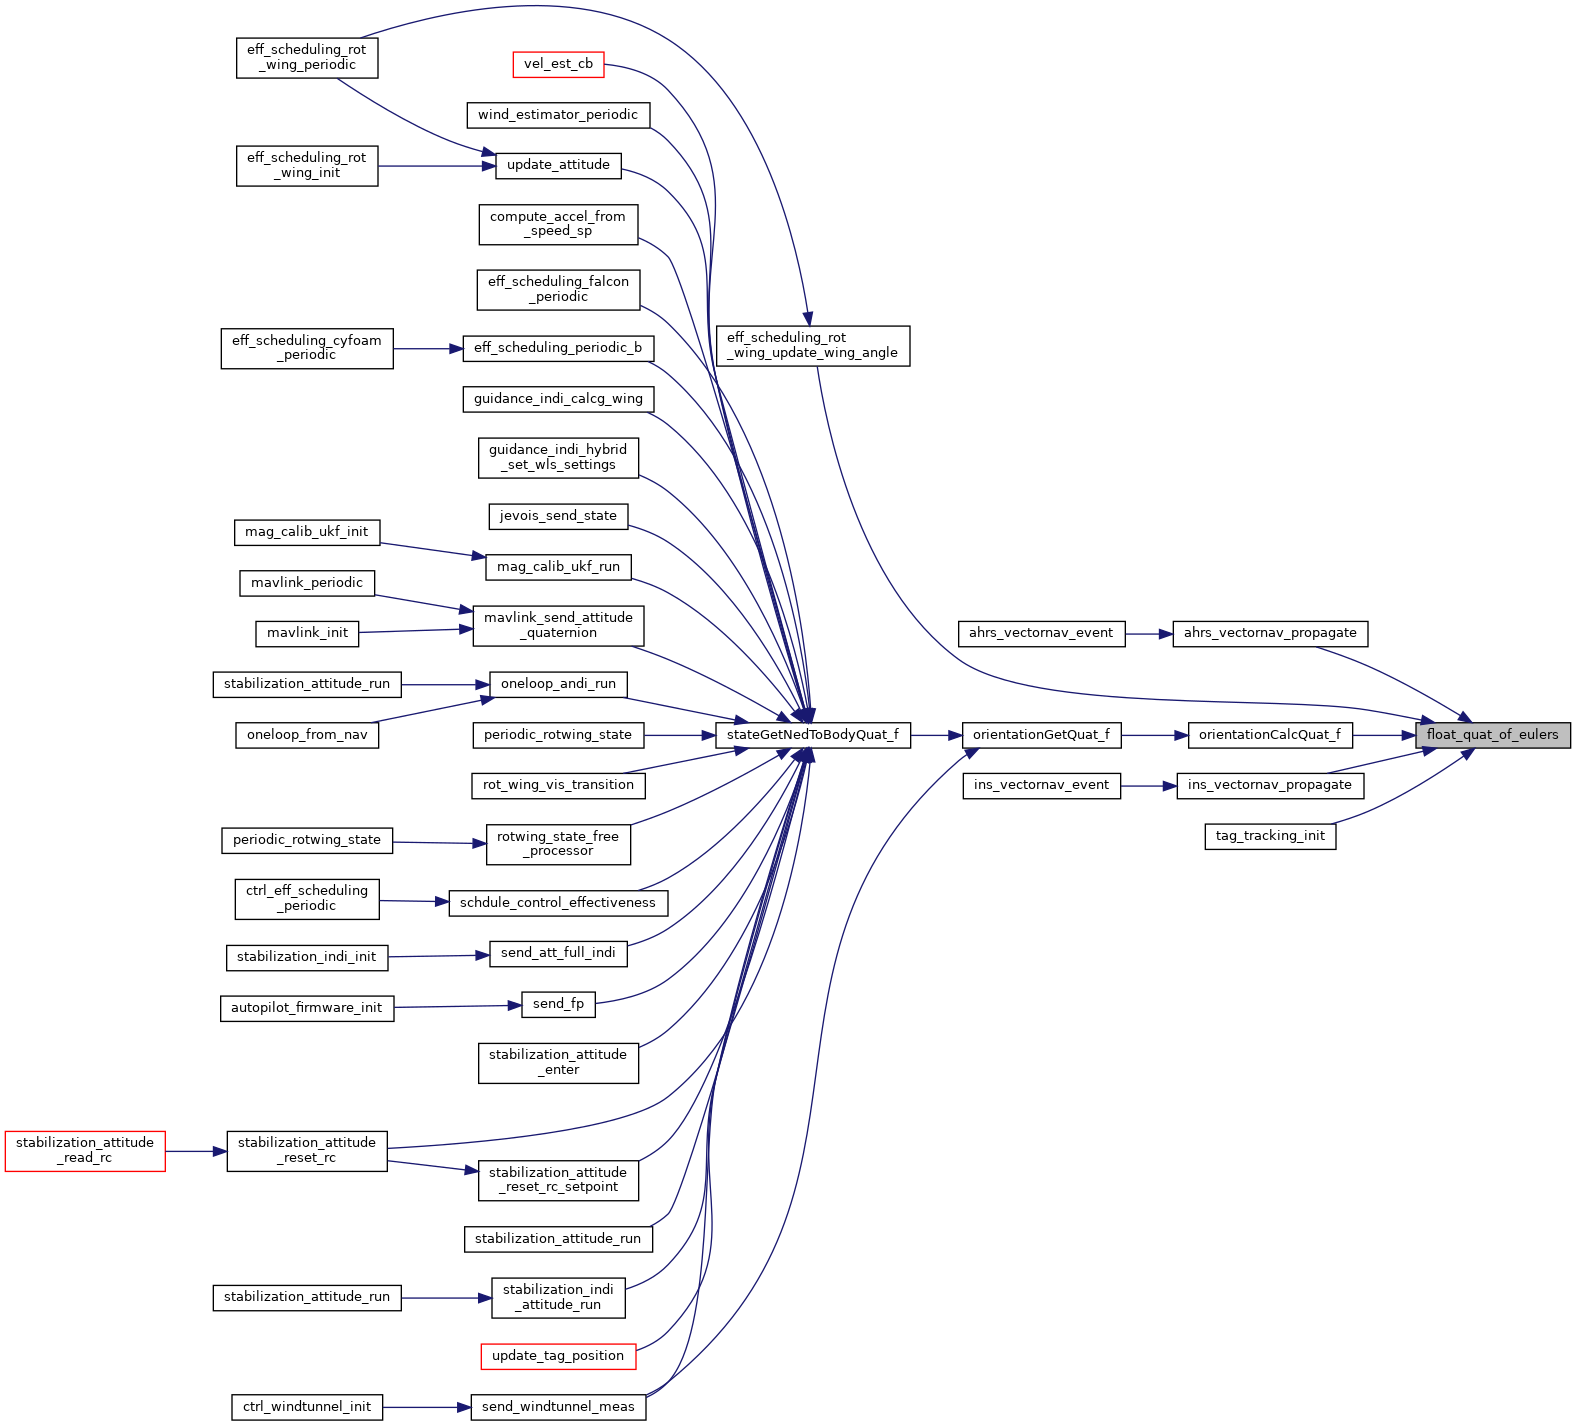 eff_scheduling_rot
_wing_periodic
vel_est_cb
wind_estimator_periodic
update_attitude
eff_scheduling_rot
_wing_init
compute_accel_from
_speed_sp
eff_scheduling_falcon
_periodic
eff_scheduling_rot
_wing_update_wing_angle
eff_scheduling_cyfoam
_periodic
eff_scheduling_periodic_b
guidance_indi_calcg_wing
guidance_indi_hybrid
_set_wls_settings
jevois_send_state
mag_calib_ukf_init
mag_calib_ukf_run
mavlink_periodic
mavlink_send_attitude
_quaternion
mavlink_init
ahrs_vectornav_event
ahrs_vectornav_propagate
stabilization_attitude_run
oneloop_andi_run
oneloop_from_nav
periodic_rotwing_state
stateGetNedToBodyQuat_f
orientationGetQuat_f
orientationCalcQuat_f
float_quat_of_eulers
rot_wing_vis_transition
ins_vectornav_event
ins_vectornav_propagate
tag_tracking_init
periodic_rotwing_state
rotwing_state_free
_processor
ctrl_eff_scheduling
_periodic
schdule_control_effectiveness
stabilization_indi_init
send_att_full_indi
autopilot_firmware_init
send_fp
stabilization_attitude
_enter
stabilization_attitude
_read_rc
stabilization_attitude
_reset_rc
stabilization_attitude
_reset_rc_setpoint
stabilization_attitude_run
stabilization_attitude_run
stabilization_indi
_attitude_run
update_tag_position
ctrl_windtunnel_init
send_windtunnel_meas